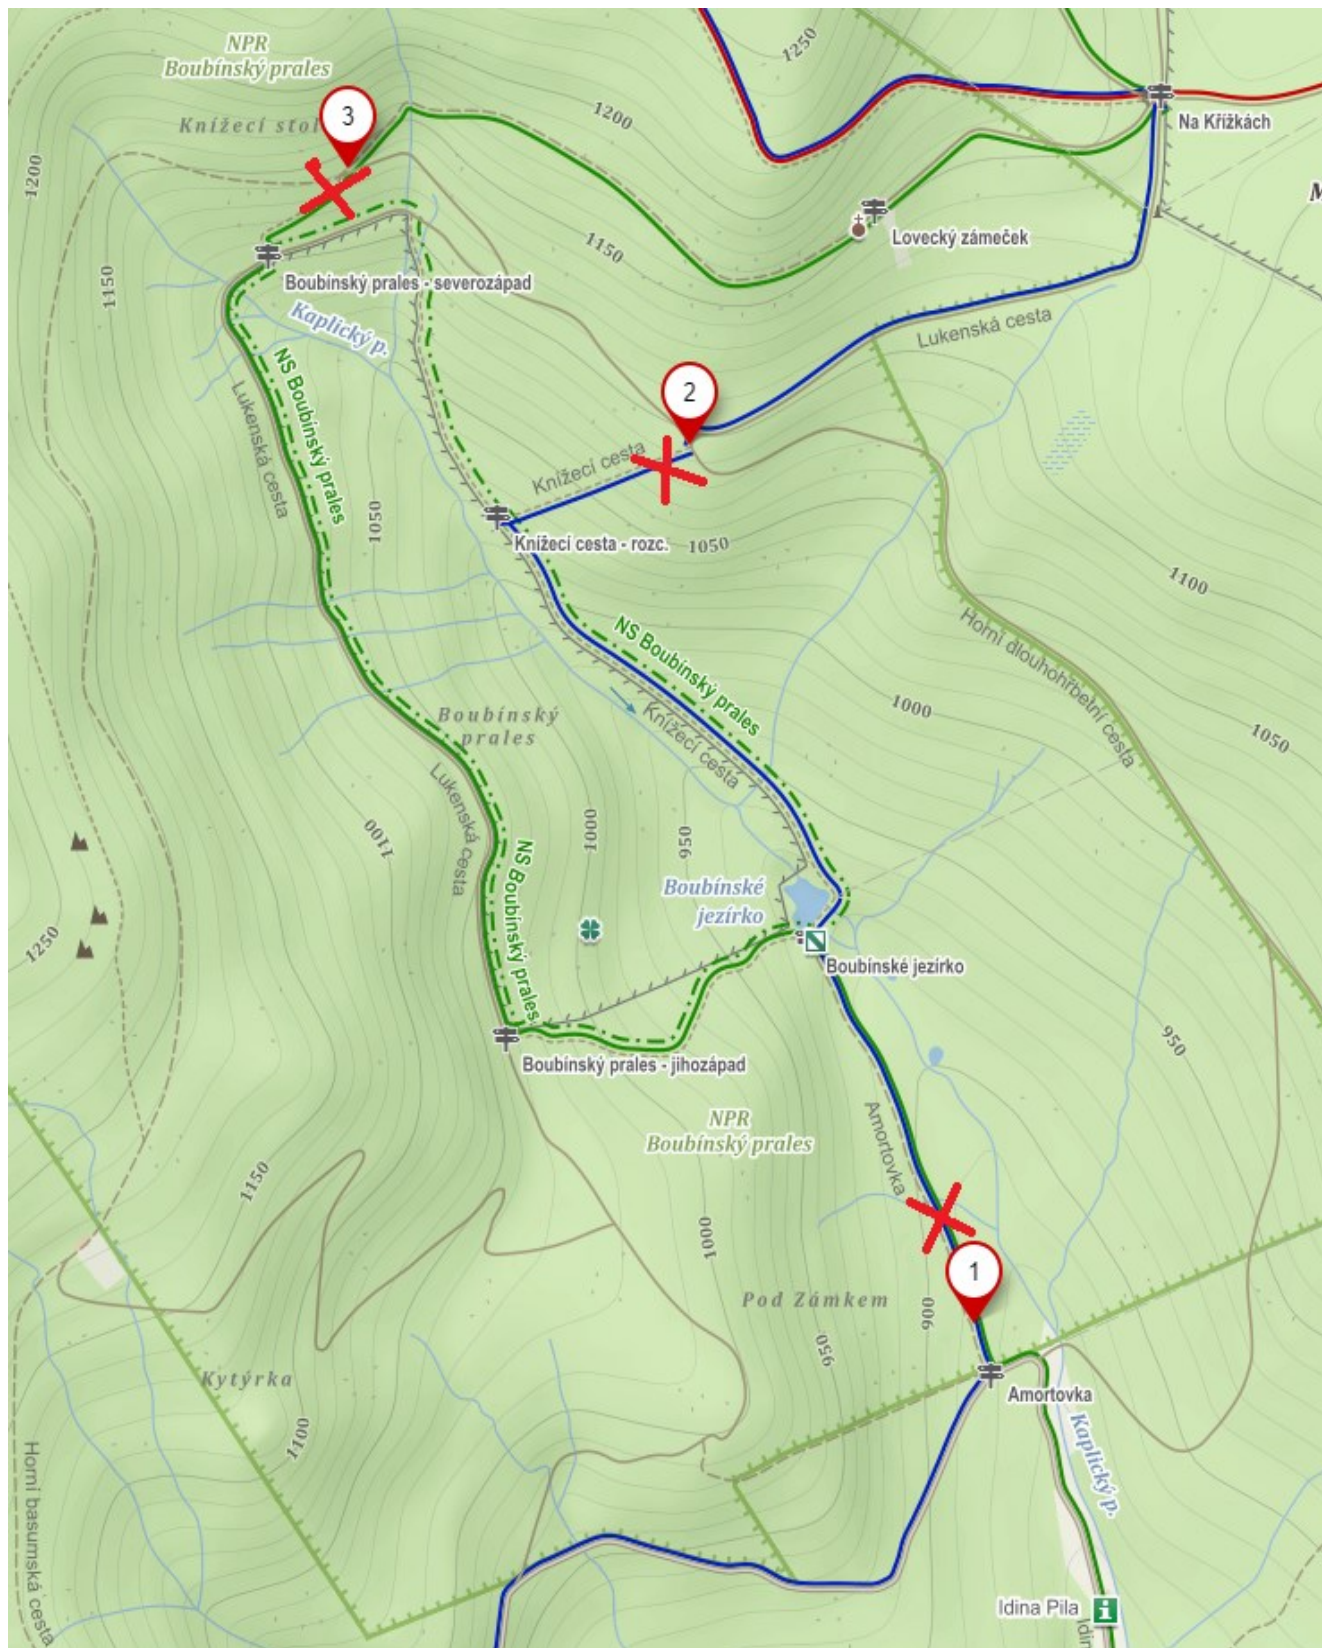 NPR
Boubínský prales
1250
Knížecí stol
3
1200
Na Křížkách
1200
M
Lovecký zámeček
1150
1150
Boubínský prales - severozápad
Kaplický p.
Lukenská cesta
NS Boubínský prales
Lukenská cesta
2
Knížecí cesta
1050
Knížecí cesta - rozc.
1050
1100
Horní dlouhohřbetní cesta
NS Boubínský prales
1000
Boubínský
prales
Knížecí cesta
1050
Lukenská cesta
1100
1000
950
NS Boubínský prales
Boubínské
jezírko
1250
Boubínské jezírko
950
Boubínský prales - jihozápad
Amortovka
NPR
Boubínský prales
1150
1000
1
Pod Zámkem
900
950
Kytýrka
Amortovka
1100
Kaplický p.
Horní basumská cesta
Idina Pila
Idin